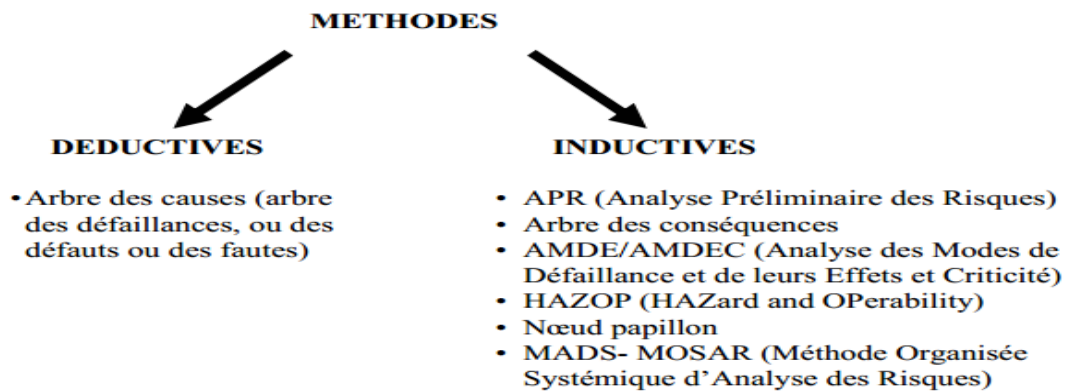 METHODES
DEDUCTIVES
• Arbre des causes (arbre
des défaillances, ou des
défauts ou des fautes)
INDUCTIVES
• APR (Analyse Préliminaire des Risques)
• Arbre des conséquences
• AMDE/AMDEC (Analyse des Modes de
Défaillance et de leurs Effets et Criticité)
• HAZOP (HAZard and OPerability)
• Nœud papillon
• MADS- MOSAR (Méthode Organisée
Systémique d'Analyse des Risques)